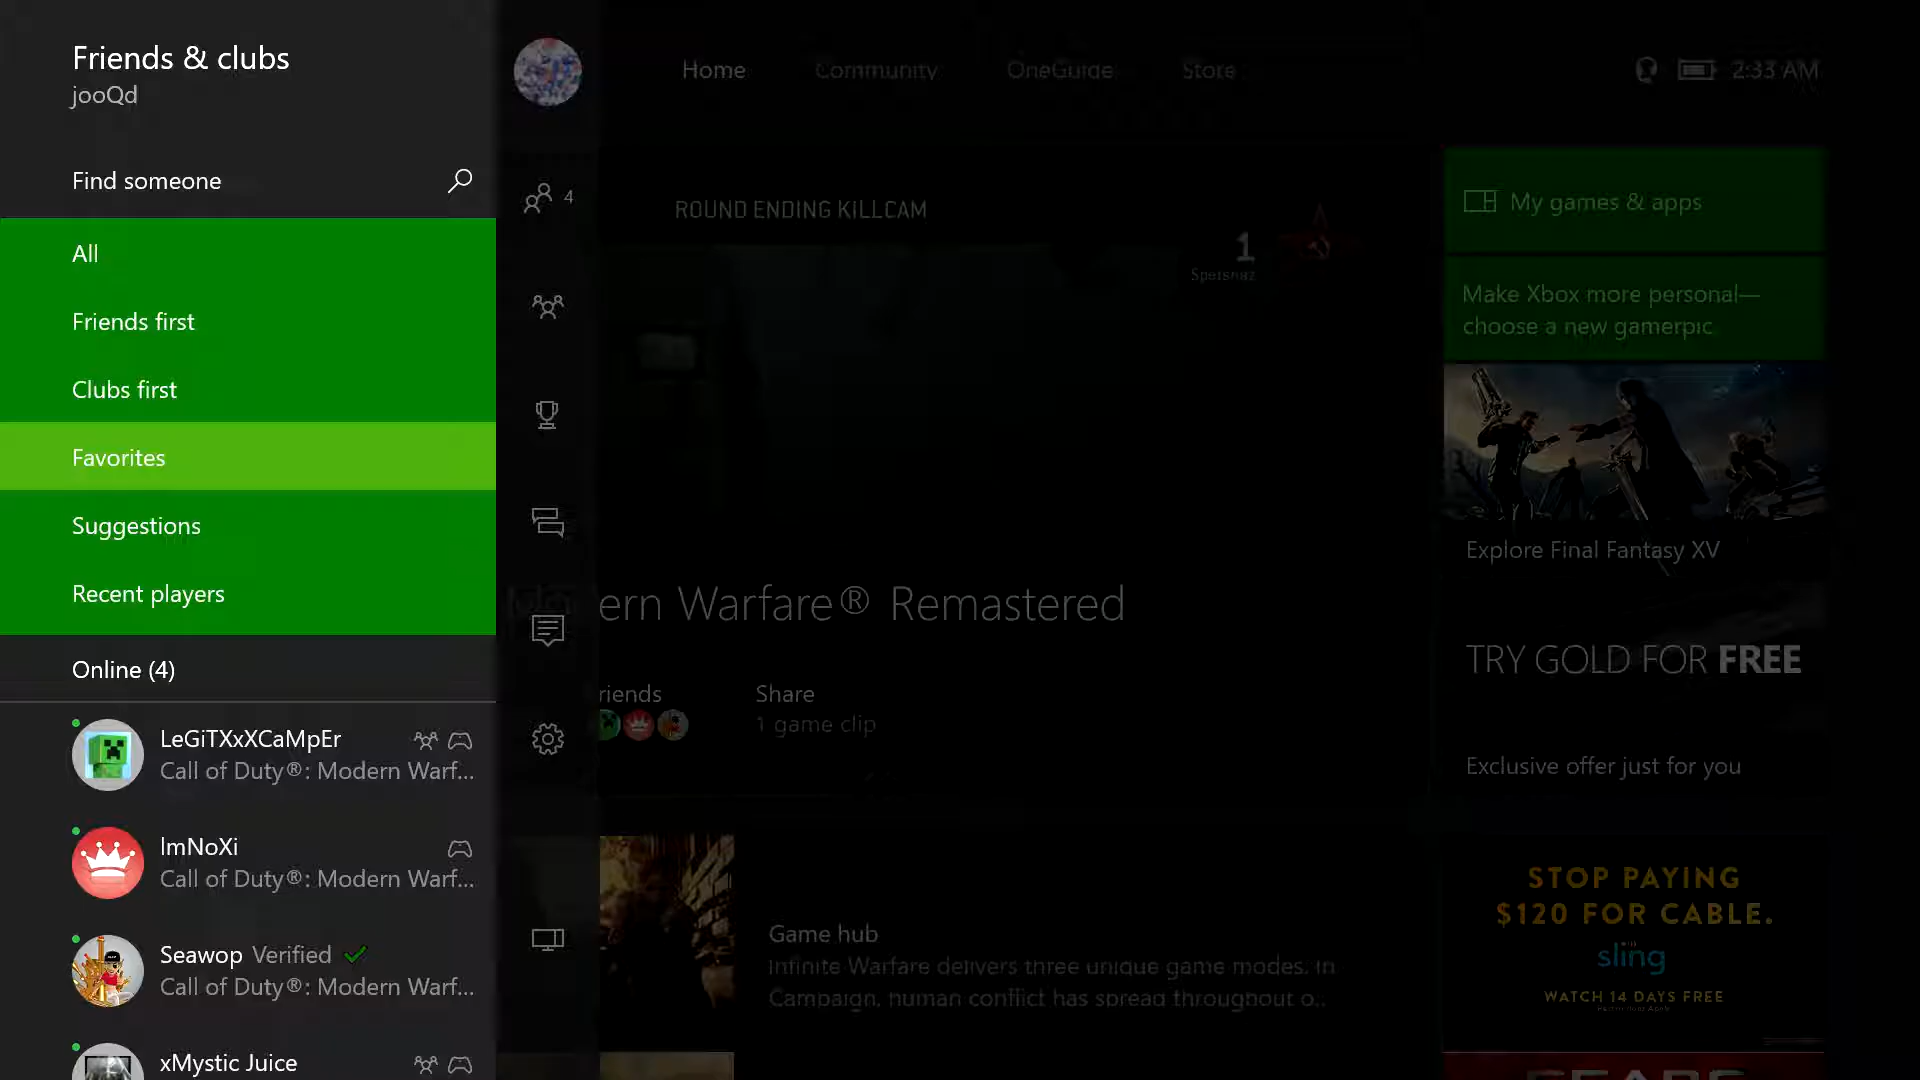 Friends & clubs
jooQd
Find someone
All
Friends first
Clubs first
Favorites
Suggestions
Recent players
Online (4)
LeGiTXxXCaMpEr
Call of Duty®: Modern Warf...
lmNoXi
Call of Duty®: Modern Warf...
Seawop Verified
Call of Duty®: Modern Warf...
xMystic Juice
4
Home Community OneGuide Store
2:33 AM
ROUND ENDING KILLCAM
1
Spetsnaz
ern Warfare® Remastered
riends
Share
1 game clip
Game hub
Infinite Warfare delivers three unique game modes. In
Campaign, human conflict has spread throughout o..
My games & apps
Make Xbox more personal—
choose a new gamerpic
Explore Final Fantasy XV
TRY GOLD FOR FREE
Exclusive offer just for you
STOP PAYING
$120 FOR CABLE.
sling
WATCH 14 DAYS FREE